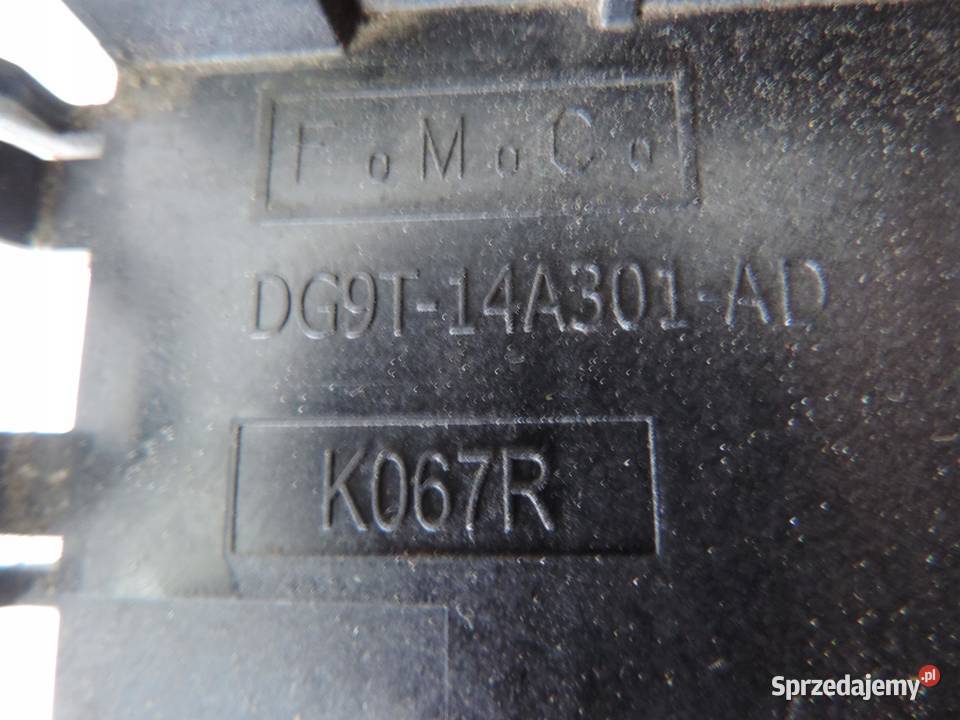 F o M o C o
DG9T-14A301-AD
K067R
Sprzedajemy.pl